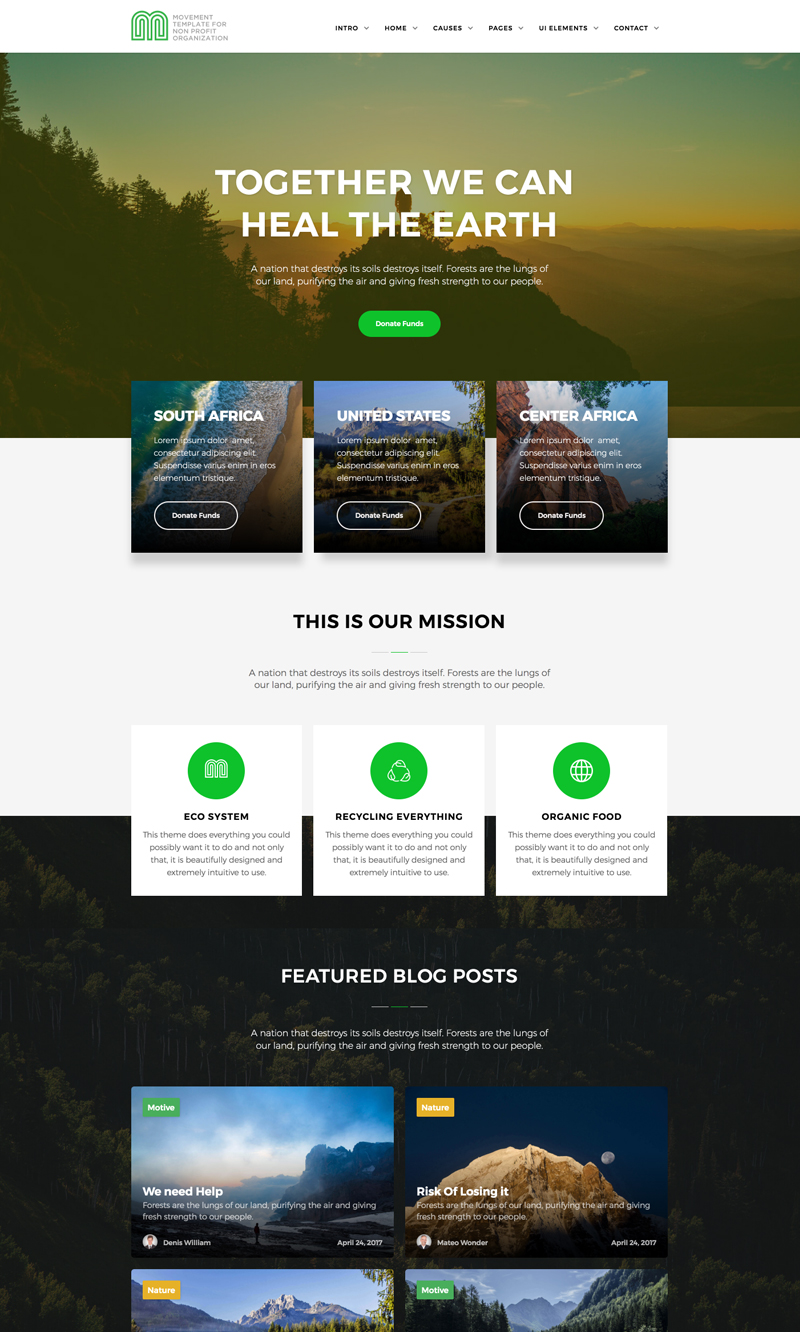 MOVEMENT
TEMPLATE FOR
NON PROFIT
ORGANIZATION
INTRO HOME CAUSES PAGES UI ELEMENTS CONTACT
TOGETHER WE CAN
HEAL THE EARTH
A nation that destroys its soils destroys itself. Forests are the lungs of
our land, purifying the air and giving fresh strength to our people.
Donate Funds
SOUTH AFRICA
Lorem ipsum dolor amet,
consectetur adipiscing elit.
Suspendisse varius enim in eros
elementum tristique.
Donate Funds
UNITED STATES
Lorem ipsum dolor amet,
consectetur adipiscing elit.
Suspendisse varius enim in eros
elementum tristique.
Donate Funds
CENTER AFRICA
Lorem ipsum dolor amet,
consectetur adipiscing elit.
Suspendisse varius enim in eros
elementum tristique.
Donate Funds
THIS IS OUR MISSION
A nation that destroys its soils destroys itself. Forests are the lungs of
our land, purifying the air and giving fresh strength to our people.
ECO SYSTEM
This theme does everything you could
possibly want it to do and not only
that, it is beautifully designed and
extremely intuitive to use.
RECYCLING EVERYTHING
This theme does everything you could
possibly want it to do and not only
that, it is beautifully designed and
extremely intuitive to use.
ORGANIC FOOD
This theme does everything you could
possibly want it to do and not only
that, it is beautifully designed and
extremely intuitive to use.
FEATURED BLOG POSTS
A nation that destroys its soils destroys itself. Forests are the lungs of
our land, purifying the air and giving fresh strength to our people.
Motive
We need Help
Forests are the lungs of our land, purifying the air and giving
fresh strength to our people.
Denis William April 24, 2017
Nature
Risk Of Losing it
Forests are the lungs of our land, purifying the air and giving
fresh strength to our people.
Mateo Wonder April 24, 2017
Nature
Motive